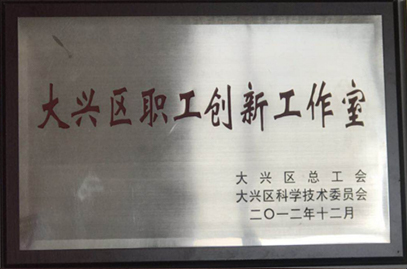 大兴区职工创新工作室
大兴区总工会
大兴区科学技术委员会
二〇一二年十二月